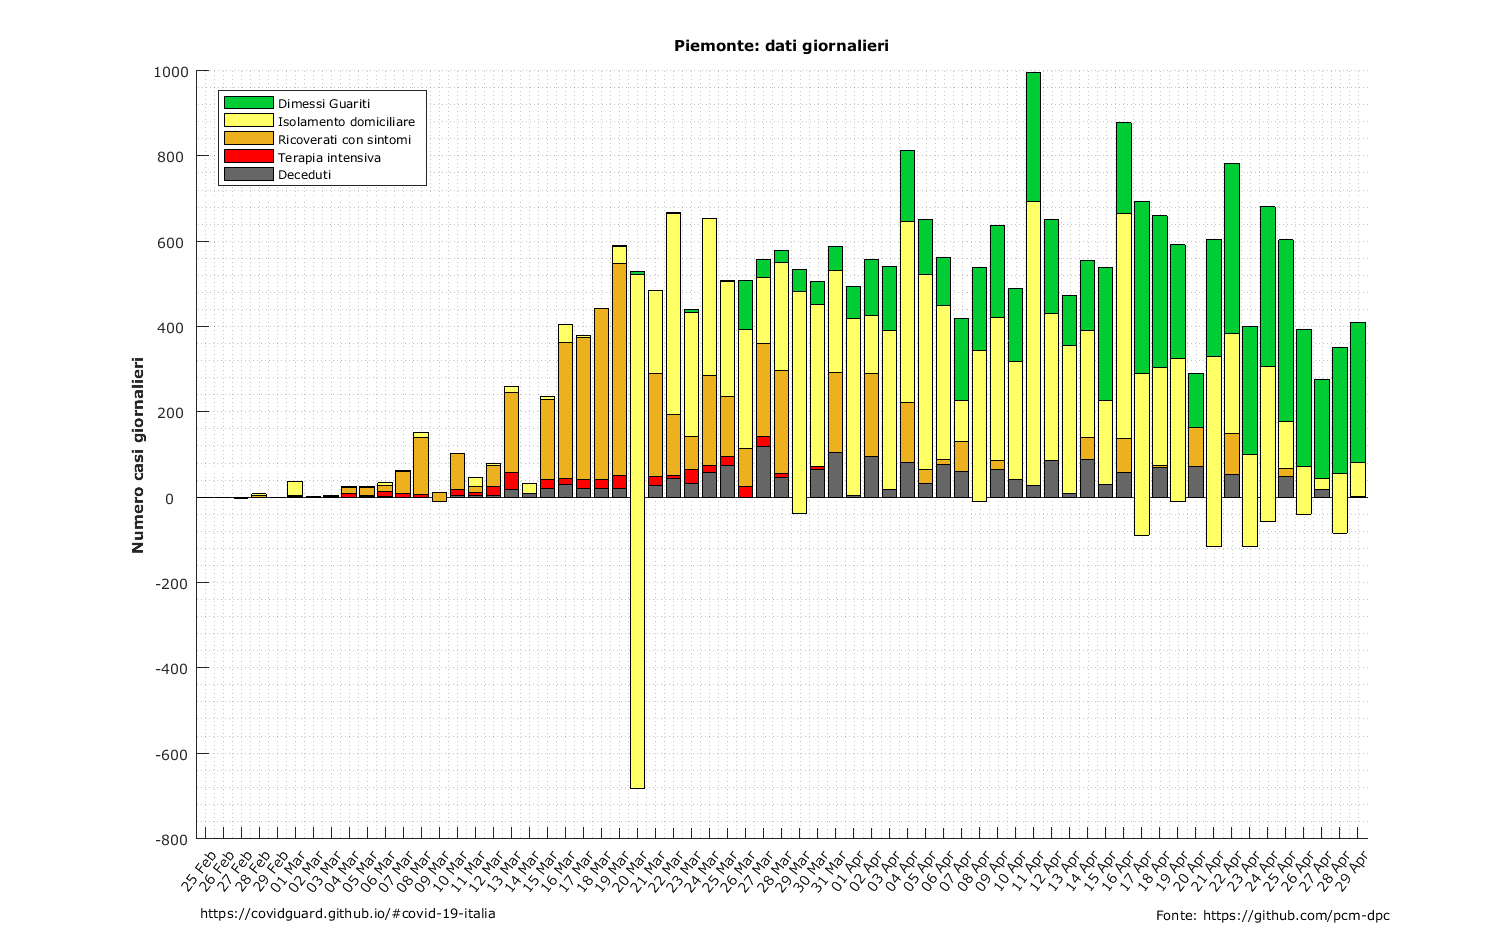 Piemonte: dati giornalieri
1000
800
600
400
200
0
-200
-400
-600
-800
Numero casi giornalieri
Dimessi Guariti
Isolamento domiciliare
Ricoverati con sintomi
Terapia intensiva
Deceduti
25 Feb
26 Feb
27 Feb
28 Feb
29 Feb
01 Mar
02 Mar
03 Mar
04 Mar
05 Mar
06 Mar
07 Mar
08 Mar
09 Mar
10 Mar
11 Mar
12 Mar
13 Mar
14 Mar
15 Mar
16 Mar
17 Mar
18 Mar
19 Mar
20 Mar
21 Mar
22 Mar
23 Mar
24 Mar
25 Mar
26 Mar
27 Mar
28 Mar
29 Mar
30 Mar
31 Mar
01 Apr
02 Apr
03 Apr
04 Apr
05 Apr
06 Apr
07 Apr
08 Apr
09 Apr
10 Apr
11 Apr
12 Apr
13 Apr
14 Apr
15 Apr
16 Apr
17 Apr
18 Apr
19 Apr
20 Apr
21 Apr
22 Apr
23 Apr
24 Apr
25 Apr
26 Apr
27 Apr
28 Apr
29 Apr
https://covidguard.github.io/#covid-19-italia
Fonte: https://github.com/pcm-dpc